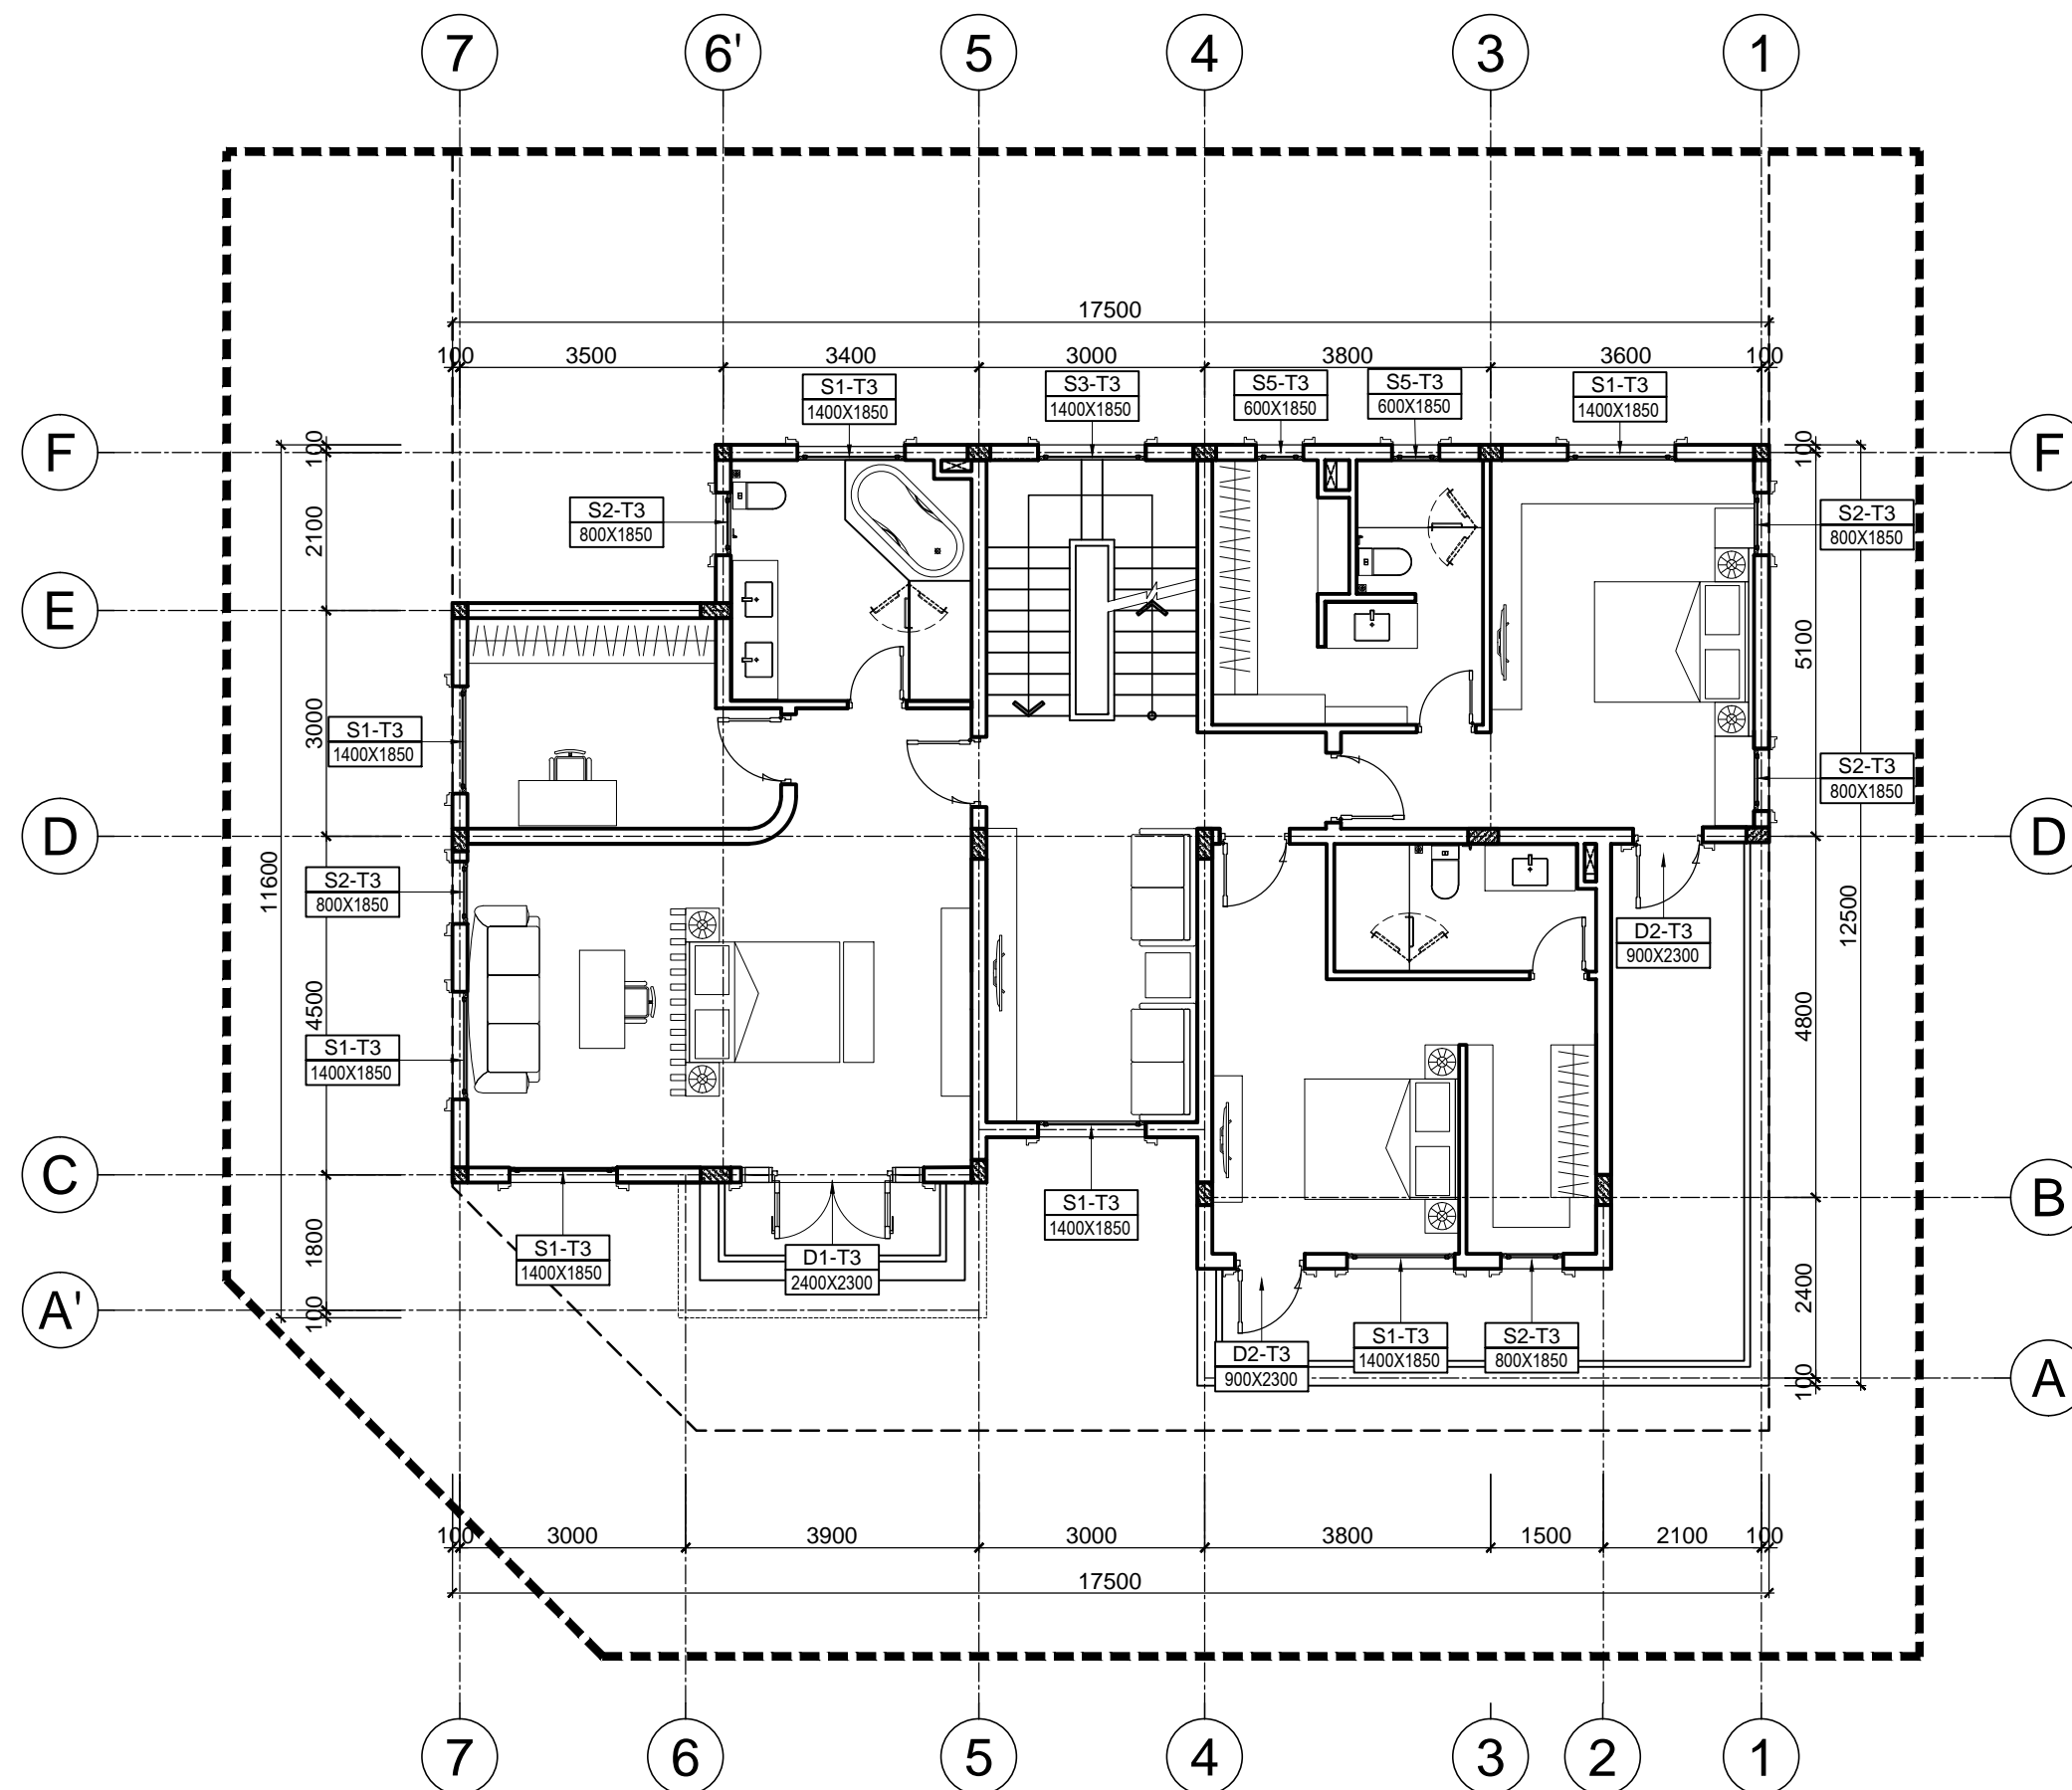 7 6' 5 4 3 1
17500
100 3500 3400 3000 3800 3600 100
S1-T3
1400X1850
S3-T3
1400X1850
S5-T3
600X1850
S5-T3
600X1850
S1-T3
1400X1850
F
100
100
F
S2-T3
800X1850
2100
S2-T3
800X1850
E
5100
3000
S1-T3
1400X1850
S2-T3
800X1850
D
D
11600
S2-T3
800X1850
12500
D2-T3
900X2300
4500
4800
S1-T3
1400X1850
C
S1-T3
1400X1850
B
1800
S1-T3
1400X1850
D1-T3
2400X2300
2400
A'
100
S1-T3
1400X1850
S2-T3
800X1850
D2-T3
900X2300
100
A
100 3000 3900 3000 3800 1500 2100 100
17500
7 6 5 4 3 2 1